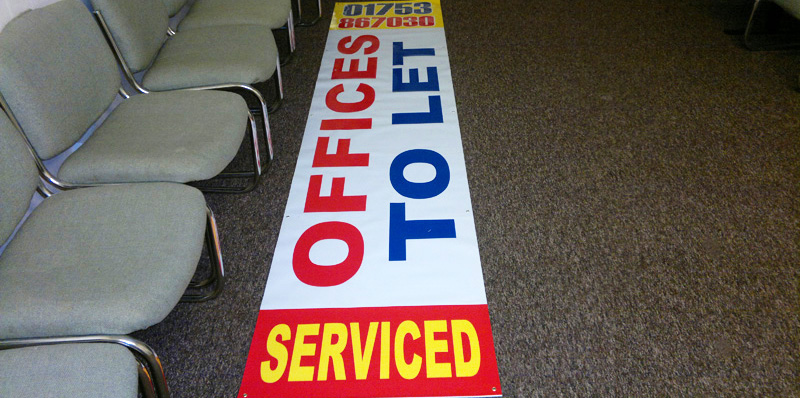 01753
867030
OFFICES
TO LET
SERVICED